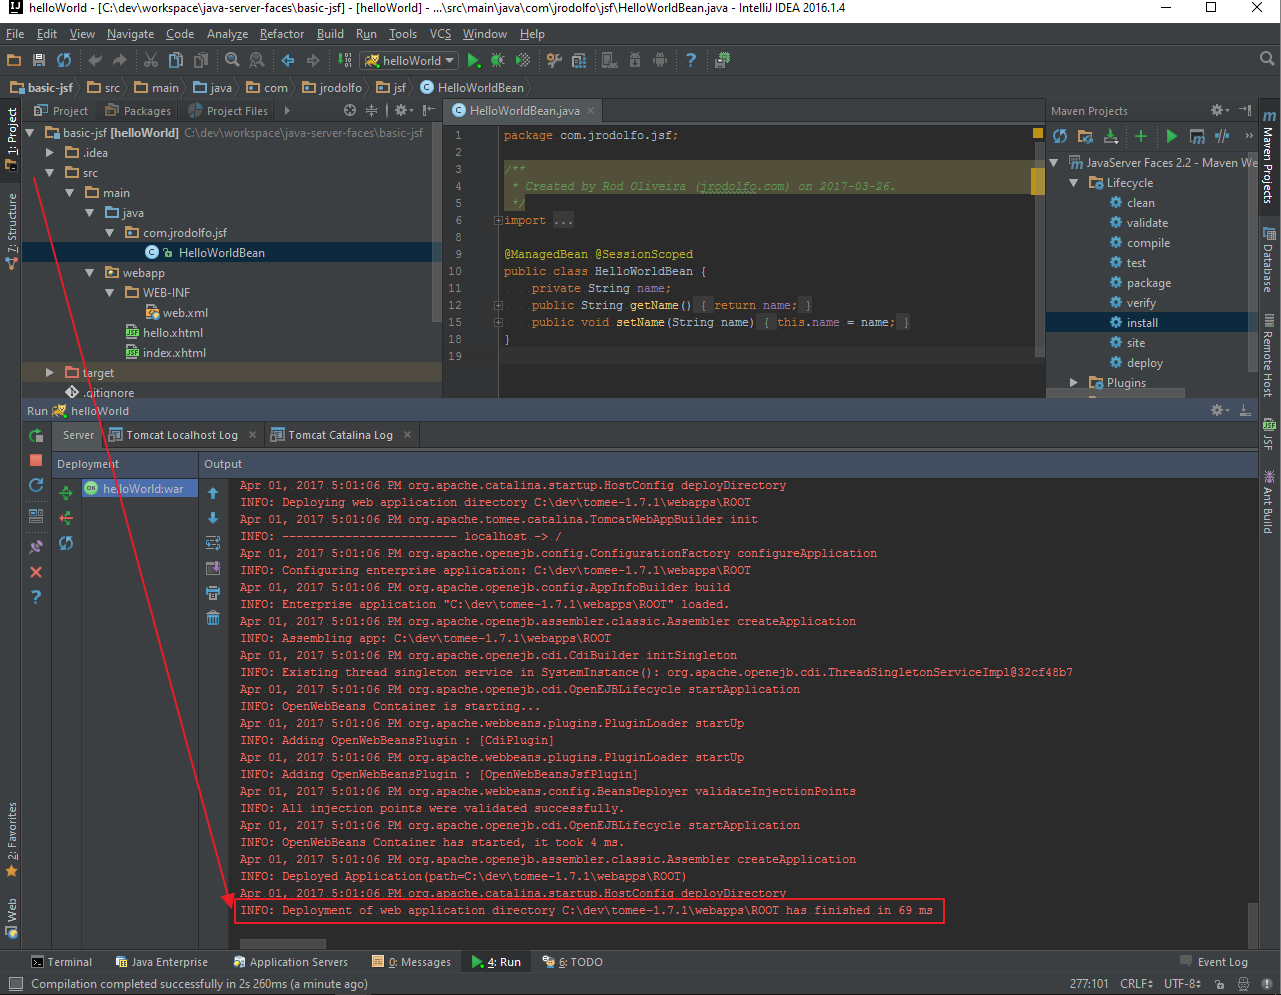 helloWorld - [C:\dev\workspace\java-server-faces\basic-jsf] - [helloWorld] - ...\src\main\java\com\jrodolfo\jsf\HelloWorldBean.java - IntelliJ IDEA 2016.1.4
File Edit View Navigate Code Analyze Refactor Build Run Tools VCS Window Help
helloWorld
basic-jsf src main java com jrodolfo jsf HelloWorldBean
1: Project
7: Structure
2: Favorites
Web
Project Packages Project Files
basic-jsf [helloWorld] C:\dev\workspace\java-server-faces\basic-jsf
.idea
src
main
java
com.jrodolfo.jsf
HelloWorldBean
webapp
WEB-INF
web.xml
hello.xhtml
index.xhtml
target
.gitignore
HelloWorldBean.java
1 package com.jrodolfo.jsf;
2
3 /**
4 * Created by Rod Oliveira (jrodolfo.com) on 2017-03-26.
5 */
6 import ...
8
9 @ManagedBean @SessionScoped
10 public class HelloWorldBean {
11 private String name;
12 public String getName() { return name; }
15 public void setName(String name) { this.name = name; }
18 }
19
Maven Projects
JavaServer Faces 2.2 - Maven We
Lifecycle
clean
validate
compile
test
package
verify
install
site
deploy
Plugins
Maven Projects
Database
Remote Host
JSF
Ant Build
Run helloWorld
Server Tomcat Localhost Log Tomcat Catalina Log
Deployment Output
helloWorld:war
Apr 01, 2017 5:01:06 PM org.apache.catalina.startup.HostConfig deployDirectory
INFO: Deploying web application directory C:\dev\tomee-1.7.1\webapps\ROOT
Apr 01, 2017 5:01:06 PM org.apache.tomee.catalina.TomcatWebAppBuilder init
INFO: ------------------------- localhost -> /
Apr 01, 2017 5:01:06 PM org.apache.openejb.config.ConfigurationFactory configureApplication
INFO: Configuring enterprise application: C:\dev\tomee-1.7.1\webapps\ROOT
Apr 01, 2017 5:01:06 PM org.apache.openejb.config.AppInfoBuilder build
INFO: Enterprise application "C:\dev\tomee-1.7.1\webapps\ROOT" loaded.
Apr 01, 2017 5:01:06 PM org.apache.openejb.assembler.classic.Assembler createApplication
INFO: Assembling app: C:\dev\tomee-1.7.1\webapps\ROOT
Apr 01, 2017 5:01:06 PM org.apache.openejb.cdi.CdiBuilder initSingleton
INFO: Existing thread singleton service in SystemInstance(): org.apache.openejb.cdi.ThreadSingletonServiceImpl@32cf48b7
Apr 01, 2017 5:01:06 PM org.apache.openejb.cdi.OpenEJBLifecycle startApplication
INFO: OpenWebBeans Container is starting...
Apr 01, 2017 5:01:06 PM org.apache.webbeans.plugins.PluginLoader startUp
INFO: Adding OpenWebBeansPlugin : [CdiPlugin]
Apr 01, 2017 5:01:06 PM org.apache.webbeans.plugins.PluginLoader startUp
INFO: Adding OpenWebBeansPlugin : [OpenWebBeansJsfPlugin]
Apr 01, 2017 5:01:06 PM org.apache.webbeans.config.BeansDeployer validateInjectionPoints
INFO: All injection points were validated successfully.
Apr 01, 2017 5:01:06 PM org.apache.openejb.cdi.OpenEJBLifecycle startApplication
INFO: OpenWebBeans Container has started, it took 4 ms.
Apr 01, 2017 5:01:06 PM org.apache.openejb.assembler.classic.Assembler createApplication
INFO: Deployed Application(path=C:\dev\tomee-1.7.1\webapps\ROOT)
Apr 01, 2017 5:01:06 PM org.apache.catalina.startup.HostConfig deployDirectory
INFO: Deployment of web application directory C:\dev\tomee-1.7.1\webapps\ROOT has finished in 69 ms
Terminal Java Enterprise Application Servers 0: Messages 4: Run 6: TODO Event Log
Compilation completed successfully in 2s 260ms (a minute ago) 277:101 CRLF UTF-8